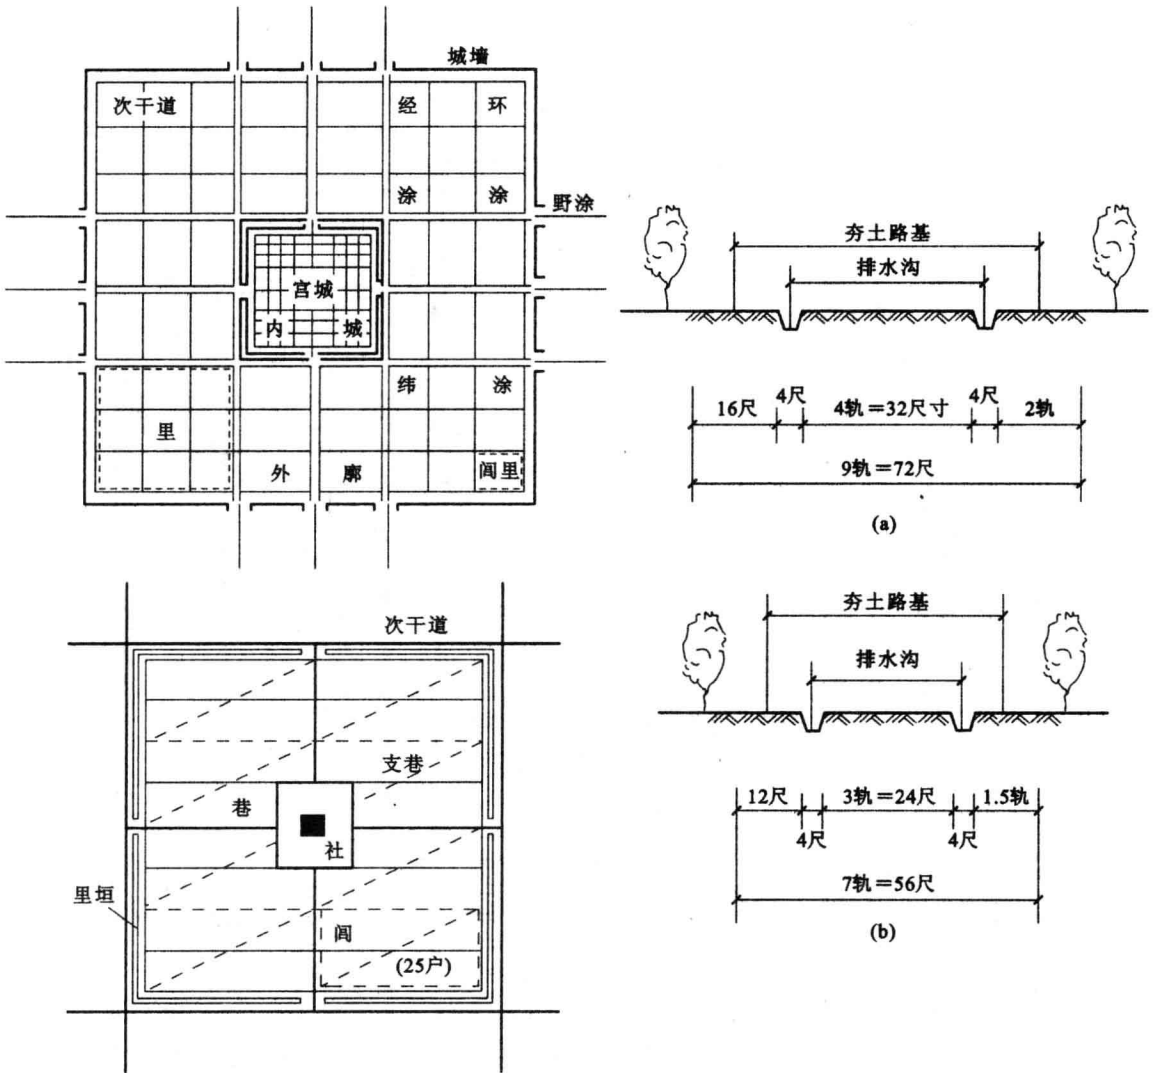 城墙
次干道
经
环
涂
涂
野涂
宫城
内
城
纬
涂
里
外
廓
闾里
夯土路基
排水沟
16尺
4尺
4轨=32尺寸
4尺
2轨
9轨=72尺
(a)
次干道
支巷
巷
社
里垣
闾
(25户)
夯土路基
排水沟
12尺
3轨=24尺
1.5轨
4尺
4尺
7轨=56尺
(b)